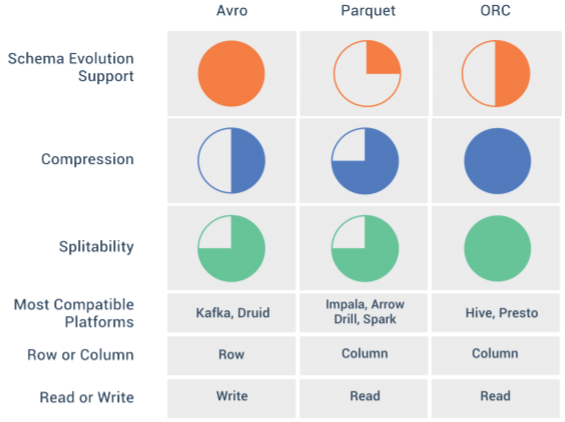 Avro Parquet ORC
Schema Evolution
Support
Compression
Splitability
Most Compatible
Platforms
Kafka, Druid
Impala, Arrow
Drill, Spark
Hive, Presto
Row or Column Row Column Column
Read or Write Write Read Read